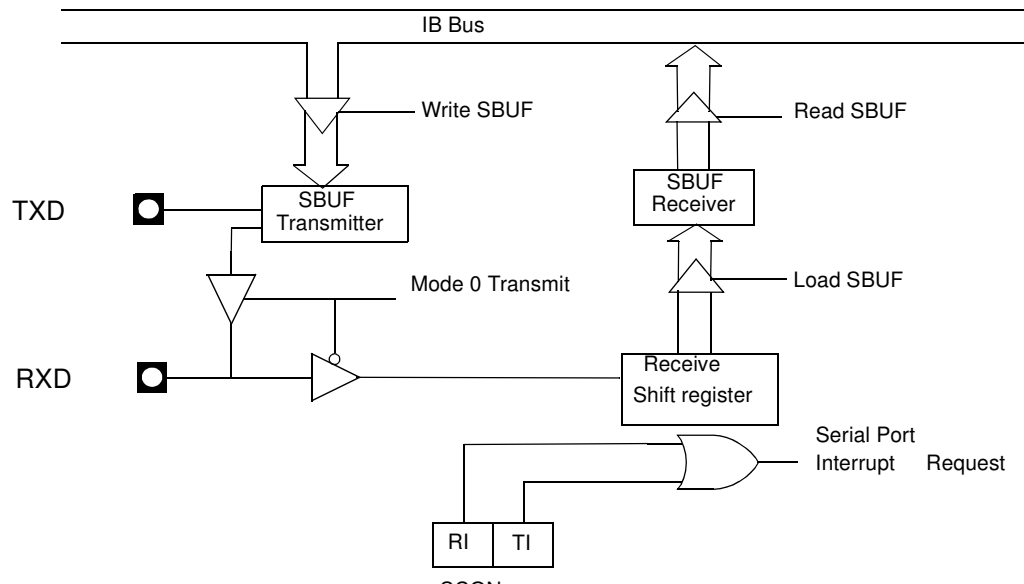 IB Bus
Write SBUF
Read SBUF
SBUF
Transmitter
SBUF
Receiver
TXD
Mode 0 Transmit
Load SBUF
RXD
Receive
Shift register
Serial Port
Interrupt Request
RI TI